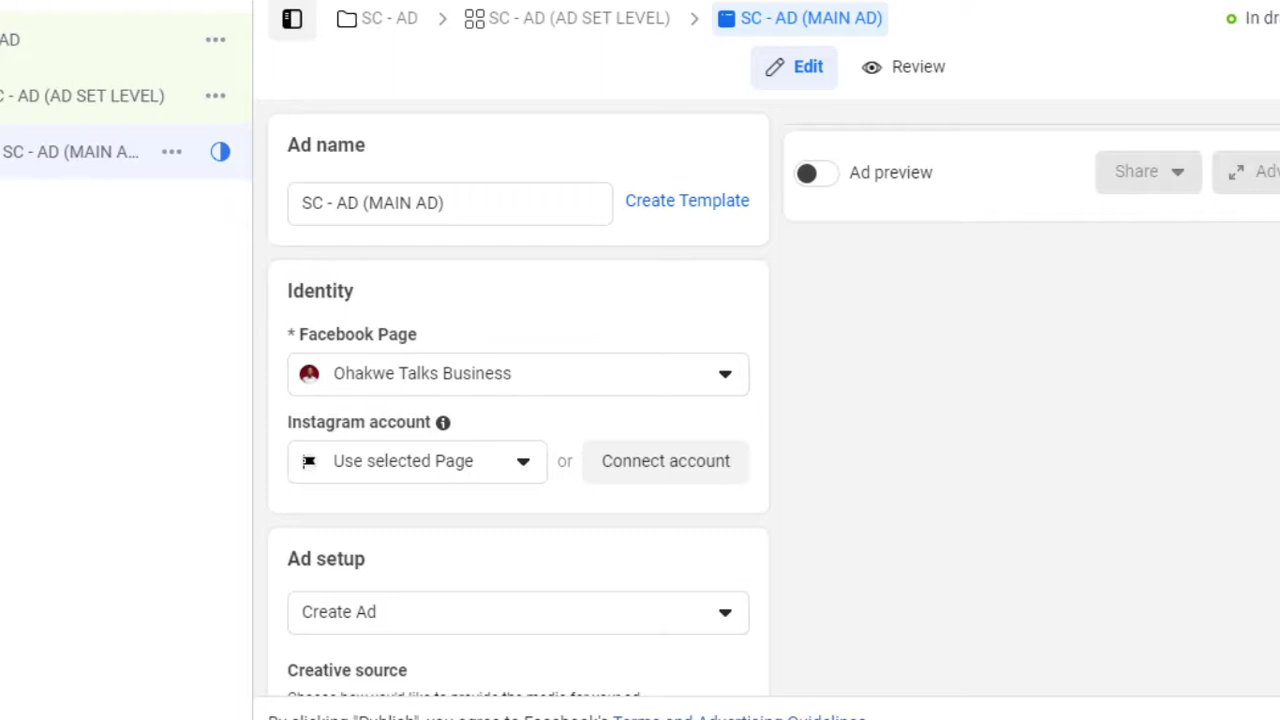 SC - AD
SC - AD (AD SET LEVEL)
SC - AD (MAIN AD)
In
AD
- AD (AD SET LEVEL)
SC - AD (MAIN A...
Edit
Review
Ad name
SC - AD (MAIN AD)
Create Template
Ad preview
Share
Identity
* Facebook Page
Ohakwe Talks Business
Instagram account
Use selected Page
or
Connect account
Ad setup
Create Ad
Creative source
Choose how you'd like to provide the media for your ad
By clicking "Publish", you agree to Facebook's Terms and Advertising Guidelines